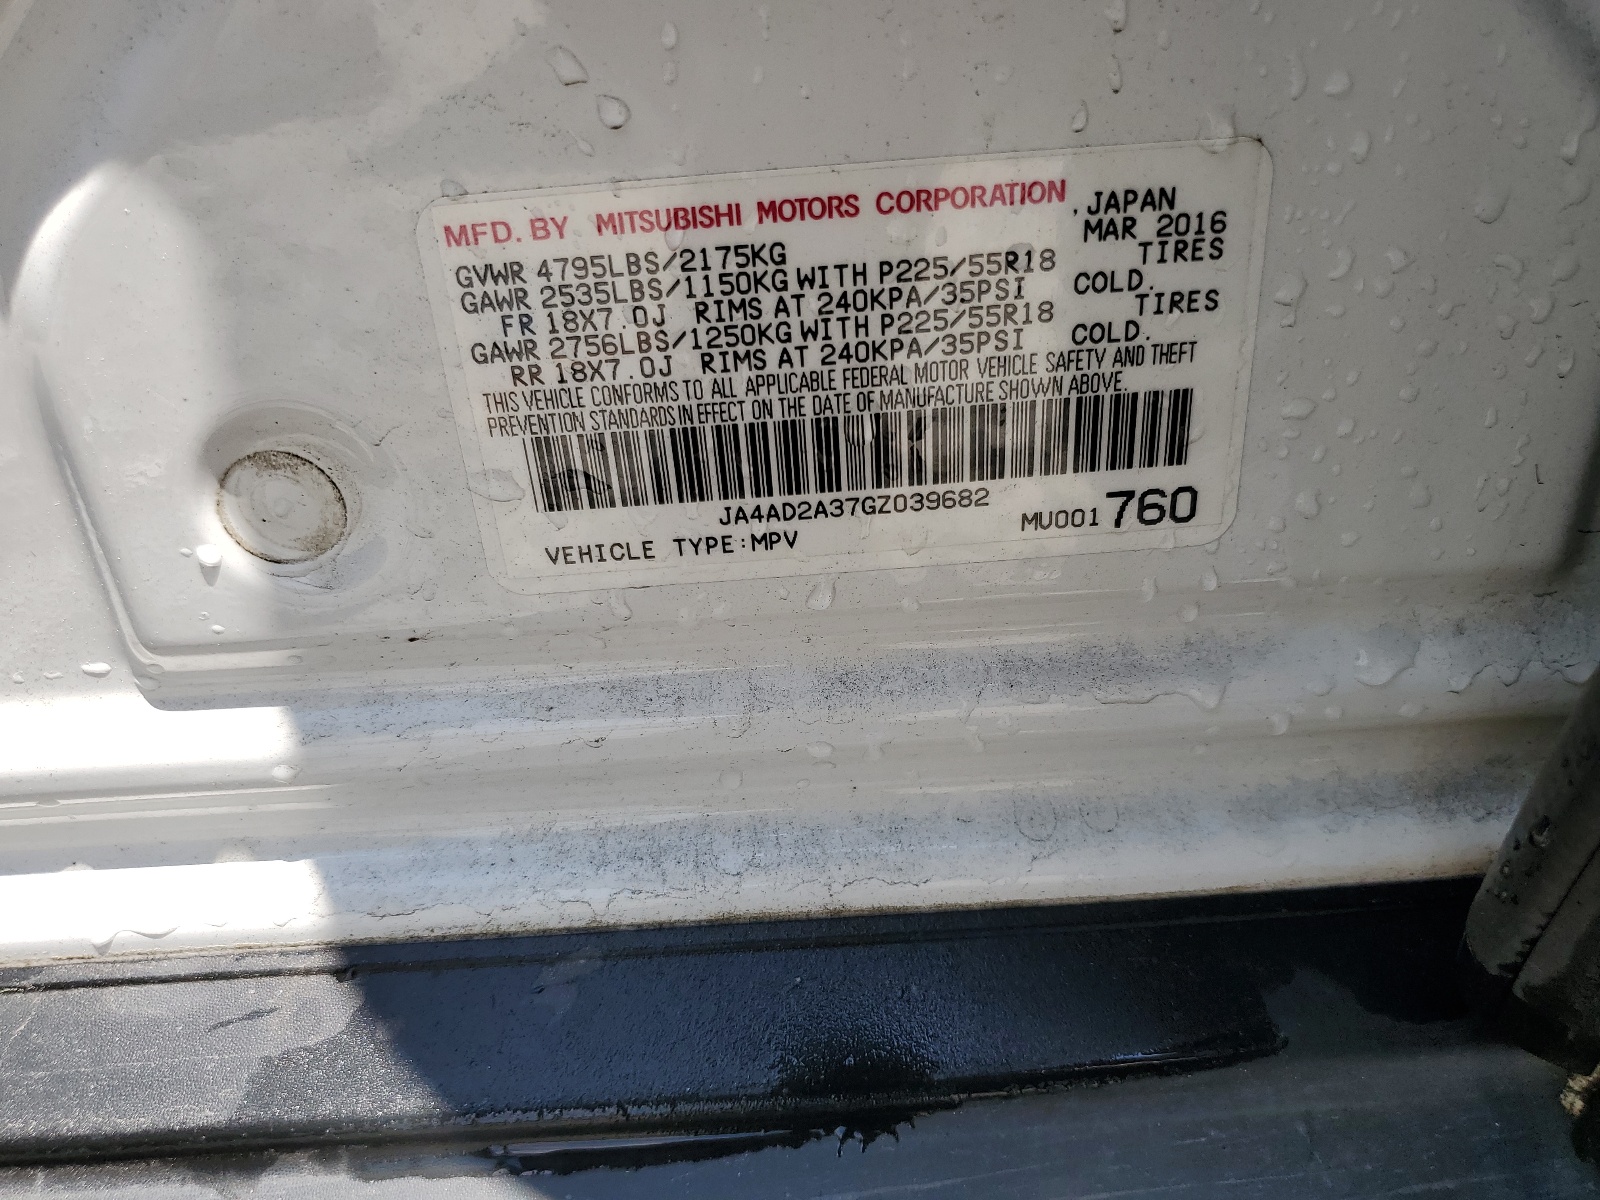 MFD. BY MITSUBISHI MOTORS CORPORATION , JAPAN
MAR 2016
GVWR 4795LBS/2175KG
GAWR 2535LBS/1150KG WITH P225/55R18 TIRES
FR 18X7.0J RIMS AT 240KPA/35PSI COLD.
GAWR 2756LBS/1250KG WITH P225/55R18 TIRES
RR 18X7.0J RIMS AT 240KPA/35PSI COLD.
THIS VEHICLE CONFORMS TO ALL APPLICABLE FEDERAL MOTOR VEHICLE SAFETY AND THEFT
PREVENTION STANDARDS IN EFFECT ON THE DATE OF MANUFACTURE SHOWN ABOVE.
JA4AD2A37GZ039682
MU001 760
VEHICLE TYPE:MPV